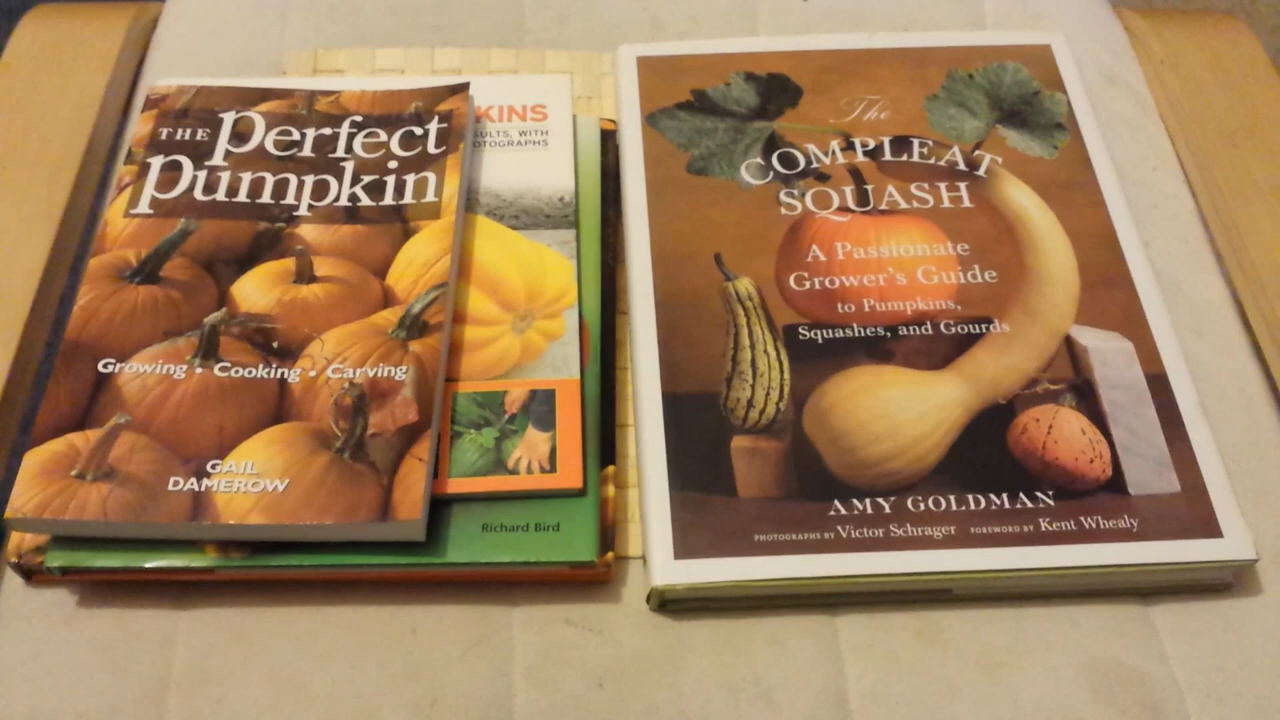 THE Perfect
Pumpkin
Growing • Cooking • Carving
GAIL
DAMEROW
KINS
SULTS, WITH
OTOGRAPHS
Richard Bird
The
COMPLEAT
SQUASH
A Passionate
Grower's Guide
to Pumpkins,
Squashes, and Gourds
AMY GOLDMAN
PHOTOGRAPHS BY Victor Schrager FOREWORD BY Kent Whealy